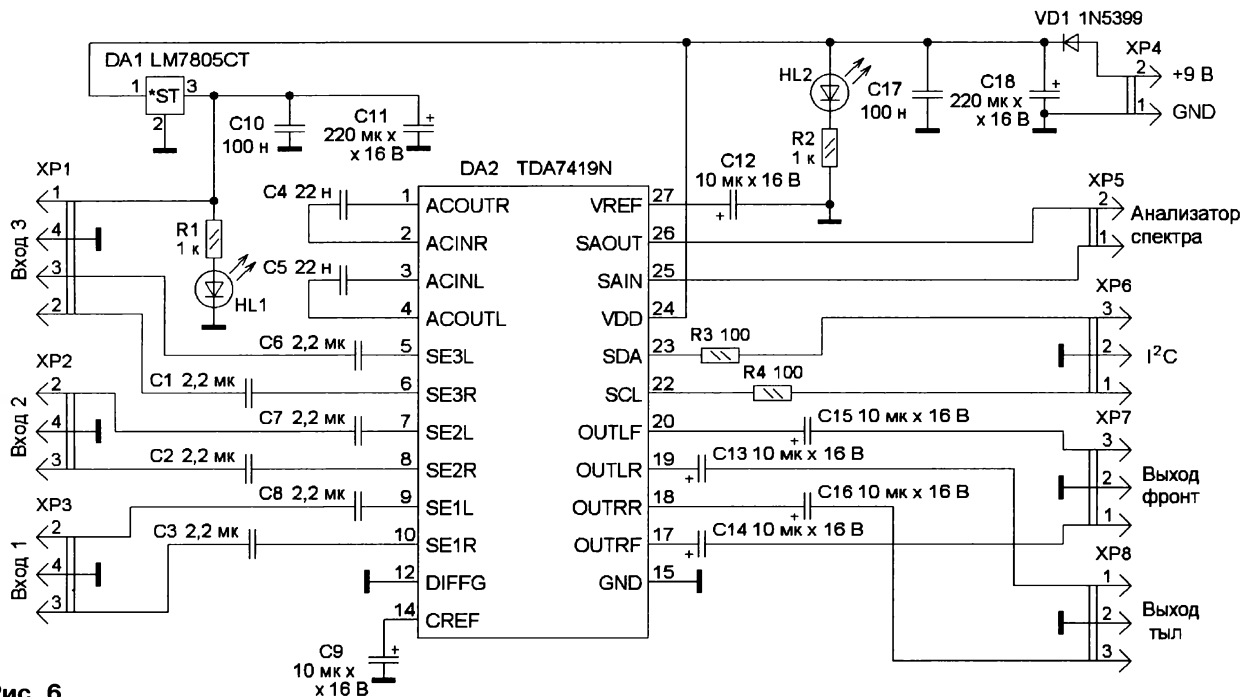 VD1 1N5399
DA1 LM7805CT
XP4
1
*ST
3
2
2
+9 В
1
GND
HL2
C17
100 н
C18
220 мк х
х 16 В
C10
100 н
C11
220 мк х
х 16 В
+
+
R2
1 к
XP1
1
4
3
2
Вход 3
R1
1 к
HL1
DA2 TDA7419N
C12
10 мк х 16 В
+
C4 22 н
1 ACOUTR
2 ACINR
C5 22 н
3 ACINL
4 ACOUTL
C6 2,2 мк
5 SE3L
C1 2,2 мк
6 SE3R
C7 2,2 мк
7 SE2L
C2 2,2 мк
8 SE2R
C8 2,2 мк
9 SE1L
C3 2,2 мк
10 SE1R
12 DIFFG
14 CREF
C9
10 мк х
х 16 В
+
XP2
2
4
3
Вход 2
XP3
2
4
3
Вход 1
VREF 27
SAOUT 26
SAIN 25
VDD 24
SDA 23
SCL 22
OUTLF 20
OUTLR 19
OUTRR 18
OUTRF 17
GND 15
XP5
2
1
Анализатор
спектра
R3 100
R4 100
XP6
3
2
1
I²C
C15 10 мк х 16 В
+
C13 10 мк х 16 В
+
C16 10 мк х 16 В
+
C14 10 мк х 16 В
+
XP7
3
2
1
Выход
фронт
XP8
1
2
3
Выход
тыл
Рис. 6